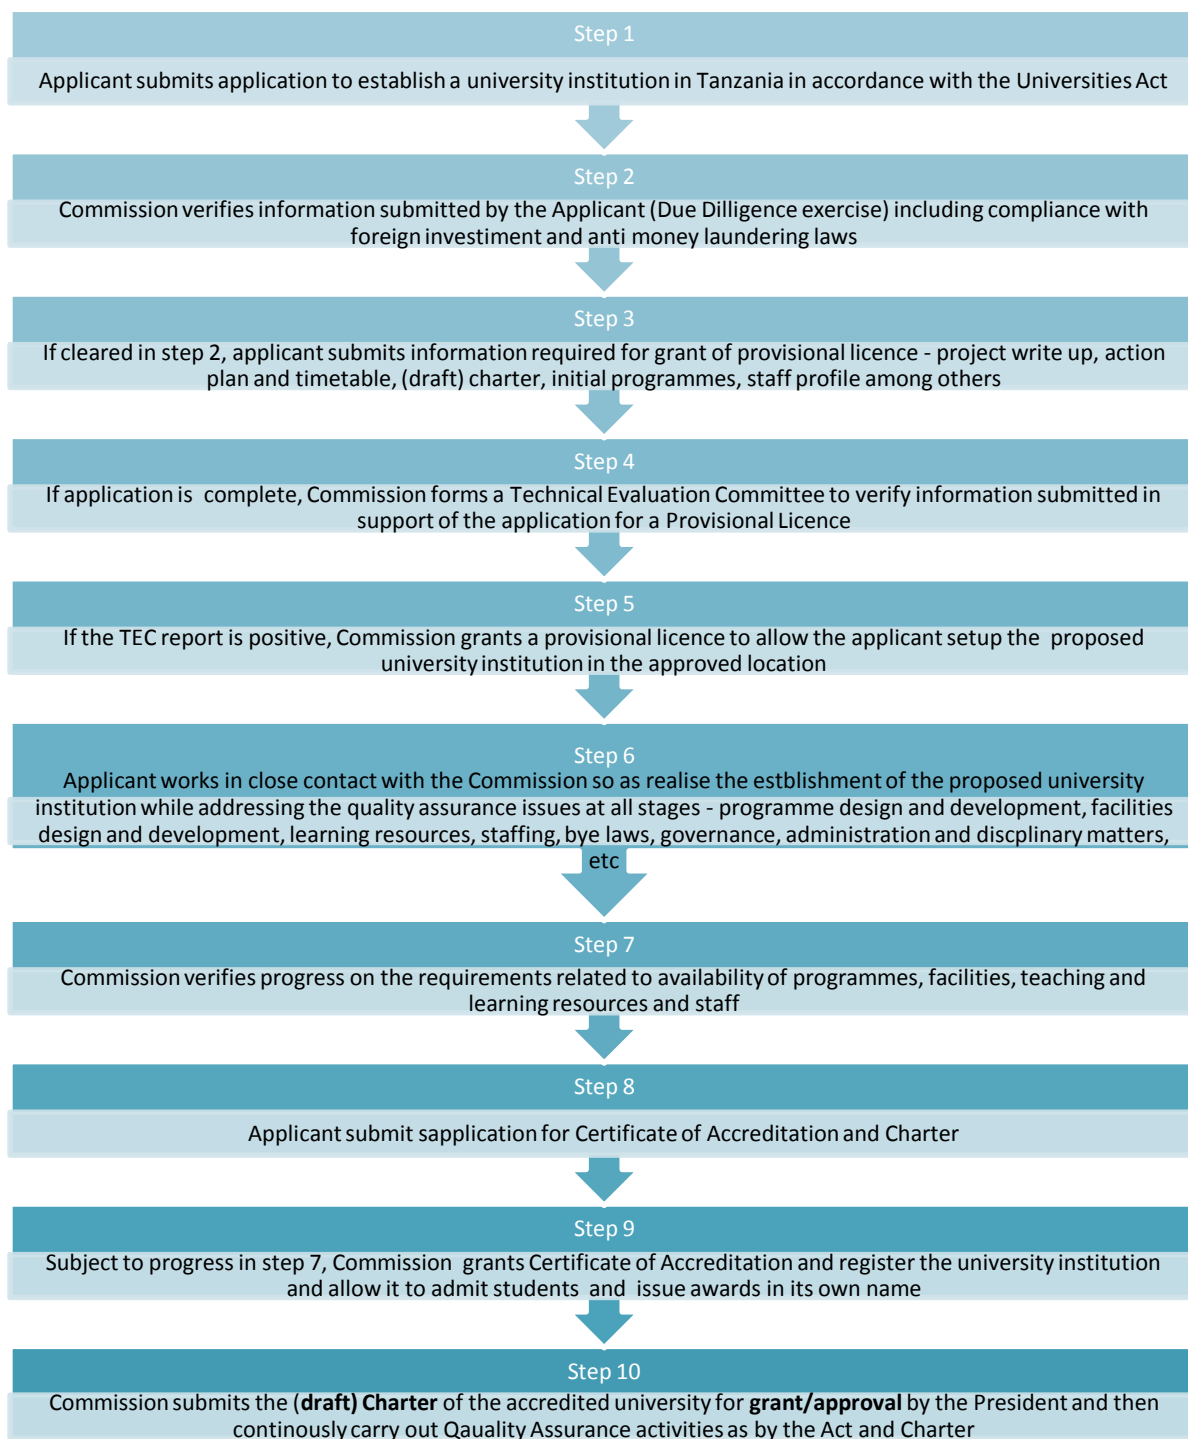 Step 1
Applicant submits application to establish a university institution in Tanzania in accordance with the Universities Act
Step 2
Commission verifies information submitted by the Applicant (Due Dilligence exercise) including compliance with
foreign investiment and anti money laundering laws
Step 3
If cleared in step 2, applicant submits information required for grant of provisional licence - project write up, action
plan and timetable, (draft) charter, initial programmes, staff profile among others
Step 4
If application is complete, Commission forms a Technical Evaluation Committee to verify information submitted in
support of the application for a Provisional Licence
Step 5
If the TEC report is positive, Commission grants a provisional licence to allow the applicant setup the proposed
university institution in the approved location
Step 6
Applicant works in close contact with the Commission so as realise the estblishment of the proposed university
institution while addressing the quality assurance issues at all stages - programme design and development, facilities
design and development, learning resources, staffing, bye laws, governance, administration and discplinary matters,
etc
Step 7
Commission verifies progress on the requirements related to availability of programmes, facilities, teaching and
learning resources and staff
Step 8
Applicant submit sapplication for Certificate of Accreditation and Charter
Step 9
Subject to progress in step 7, Commission grants Certificate of Accreditation and register the university institution
and allow it to admit students and issue awards in its own name
Step 10
Commission submits the (draft) Charter of the accredited university for grant/approval by the President and then
continously carry out Qauality Assurance activities as by the Act and Charter